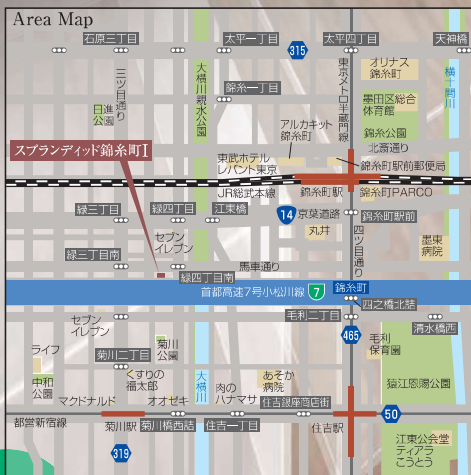 Area Map
石原三丁目
太平一丁目
315
太平四丁目
天神橋
三ツ目通り
大横川親水公園
錦糸一丁目
東京メトロ半蔵門線
オリナス
錦糸町
横十間川
日進公園
墨田区総合
体育館
アルカキット
錦糸町
錦糸公園
北斎通り
スプランディッド錦糸町Ⅰ
東武ホテル
レバント東京
錦糸町駅前郵便局
JR総武本線
錦糸町駅
錦糸町PARCO
緑三丁目
緑四丁目
江東橋
14
京葉道路
錦糸町駅前
丸井
四ツ目通り
墨東
病院
セブン
イレブン
緑三丁目南
馬車通り
緑四丁目南
首都高速7号小松川線
7
錦糸町
四之橋北詰
セブン
イレブン
毛利二丁目
清水橋西
465
ライフ
菊川
公園
毛利
保育園
菊川二丁目
中和
公園
くすりの
福太郎
大横川
あそか
病院
猿江恩賜公園
マクドナルド
オオゼキ
肉の
ハナマサ
住吉銀座商店街
50
都営新宿線
菊川駅
菊川橋西詰
住吉一丁目
住吉駅
319
江東公会堂
ティアラ
こうとう